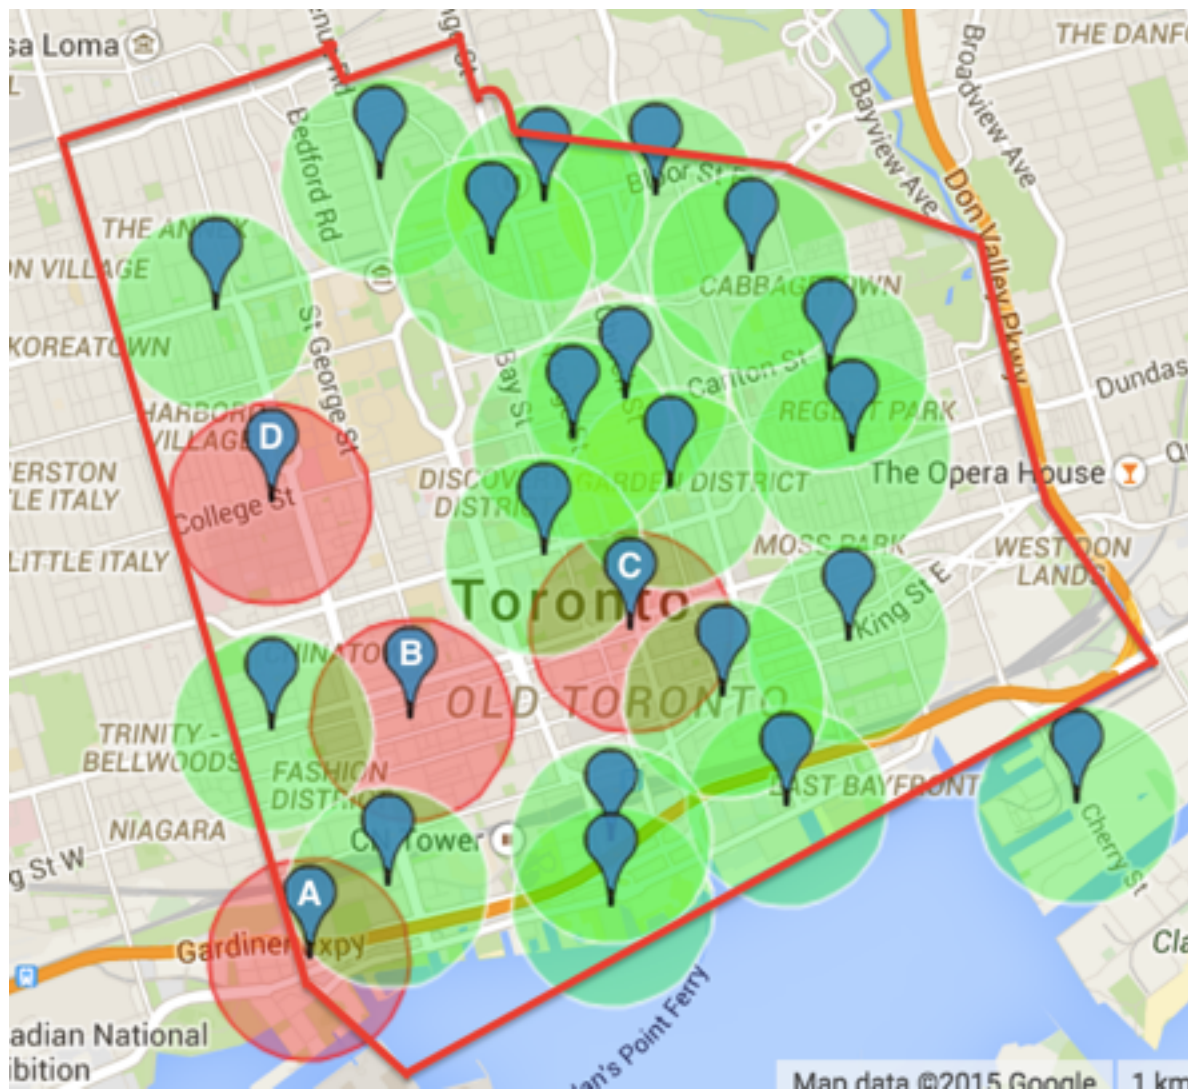 sa Loma
THE DANF
Broadview Ave
Bayview Ave
Bedford Rd
Bloor St E
Don Valley Pkwy
THE ANNEX
ON VILLAGE
CABBAGETOWN
KOREATOWN
St George St
Bay St
Carlton St
Dundas
HARBORD
VILLAGE
REGENT PARK
D
The Opera House
ERSTON
LE ITALY
DISCOVERY
DISTRICT
GARDEN DISTRICT
College St
LITTLE ITALY
MOSS PARK
WEST DON
LANDS
C
Toronto
King St E
CHINATO
B
OLD TORONTO
TRINITY -
BELLWOODS
FASHION
DISTRICT
EAST BAYFRONT
NIAGARA
CN Tower
Cherry St
g St W
A
Gardiner Expy
Cla
adian National
ibition
lan's Point Ferry
Map data ©2015 Google
1 km